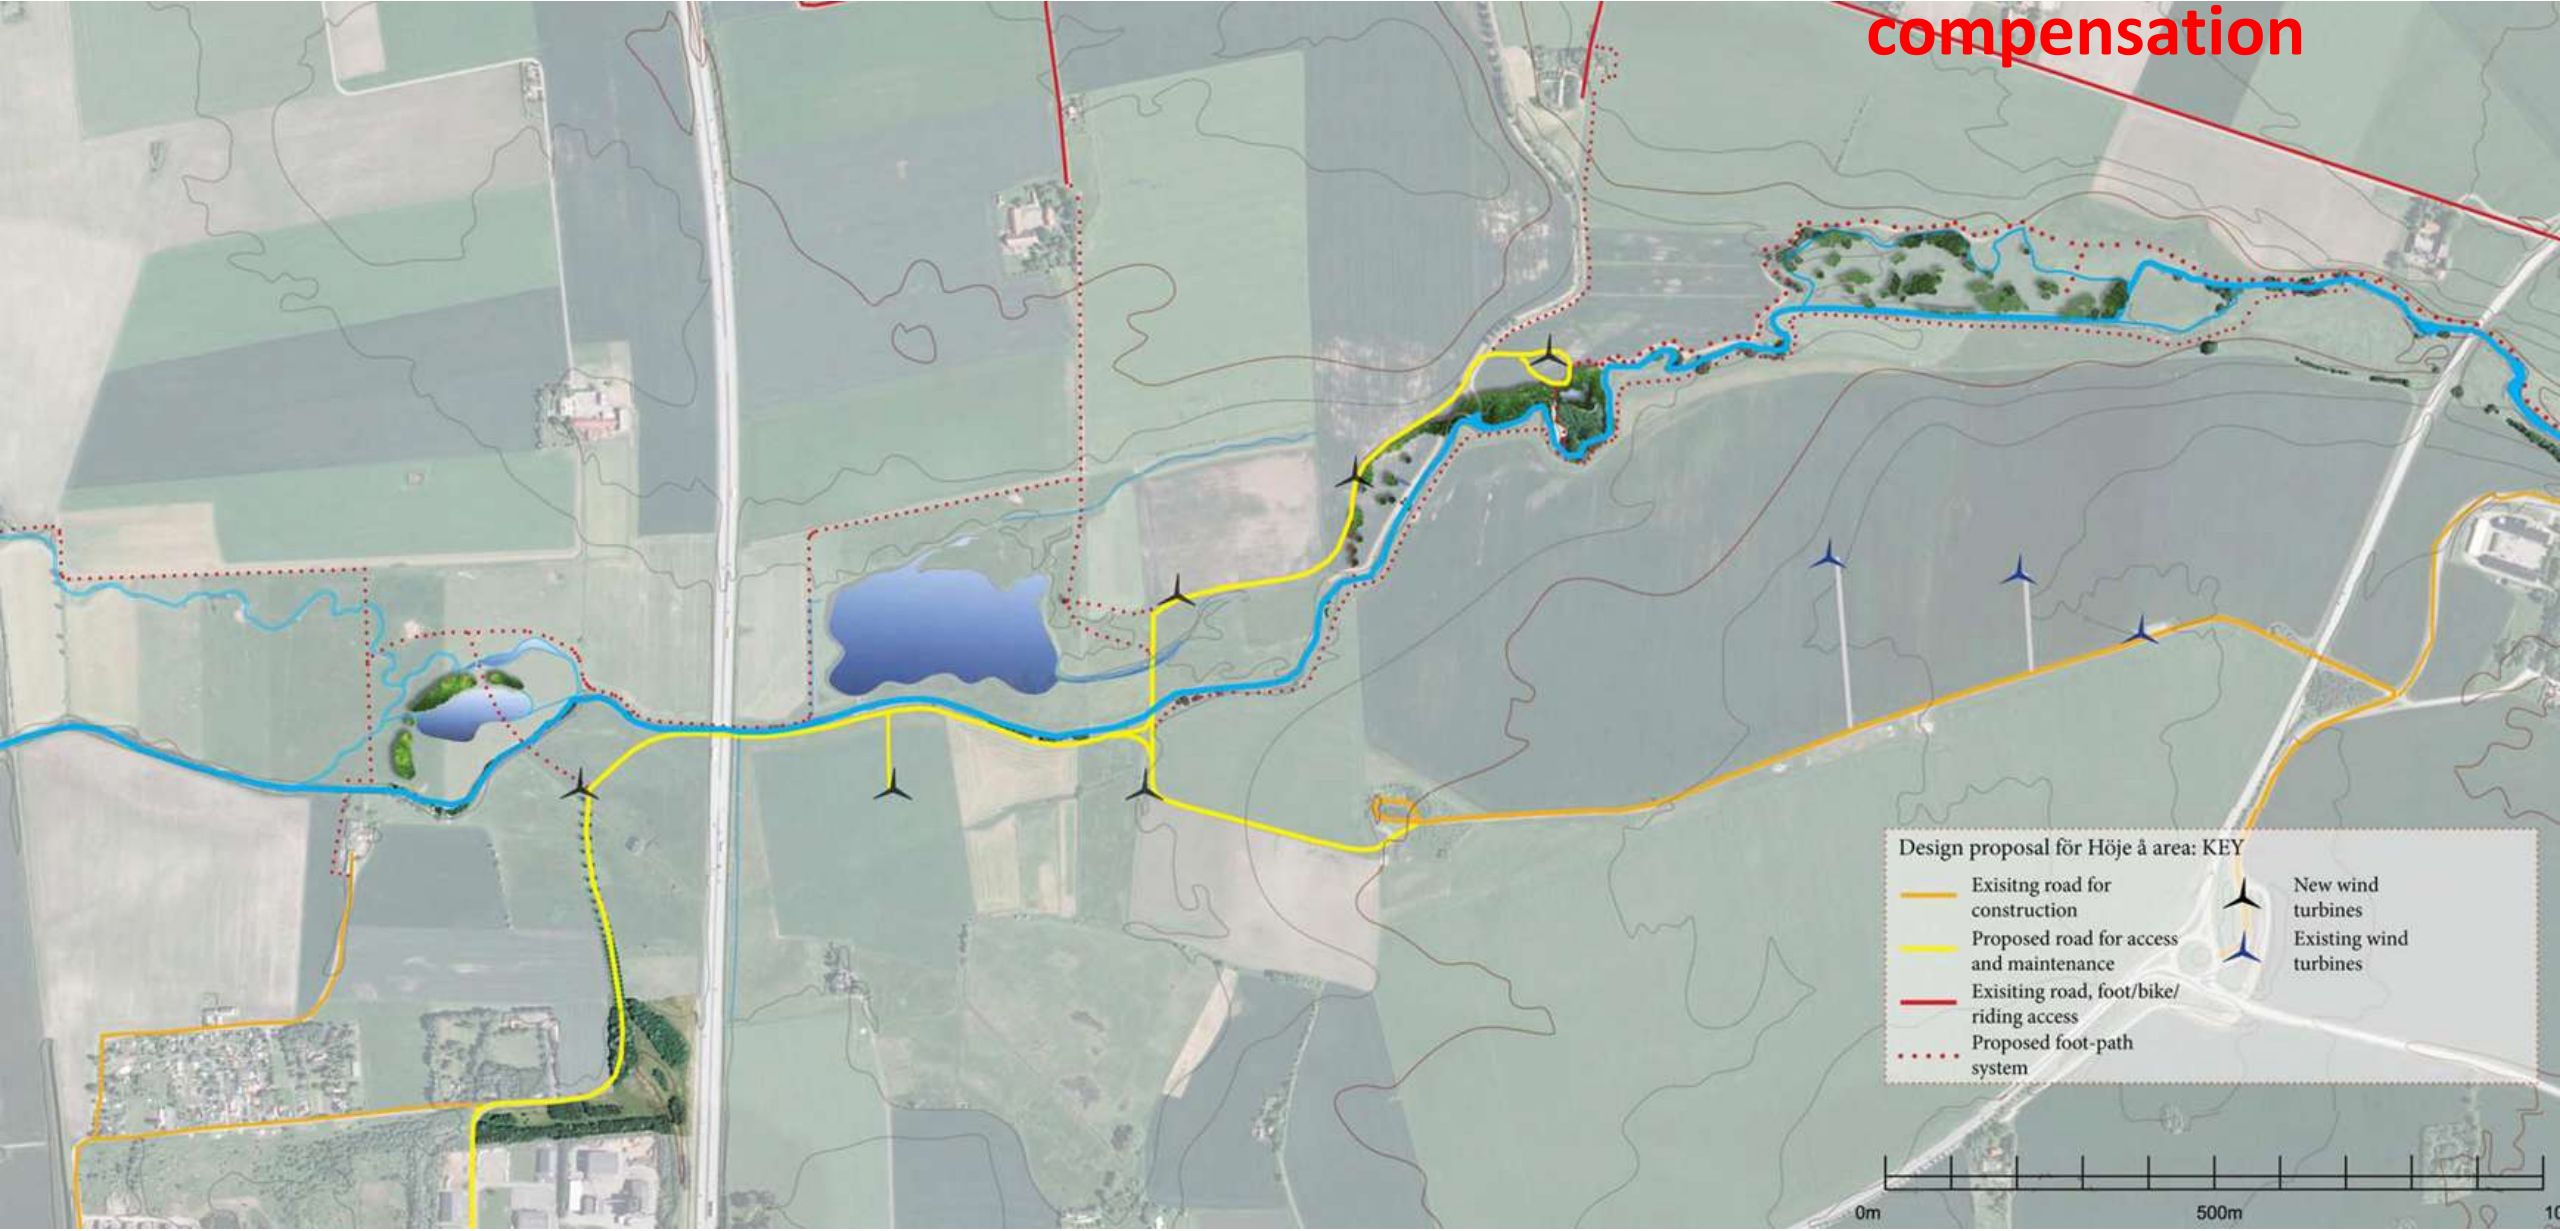 compensation
Design proposal för Höje å area: KEY
Exisitng road for
construction
Proposed road for access
and maintenance
Exisiting road, foot/bike/
riding access
Proposed foot-path
system
New wind
turbines
Existing wind
turbines
0m
500m
10